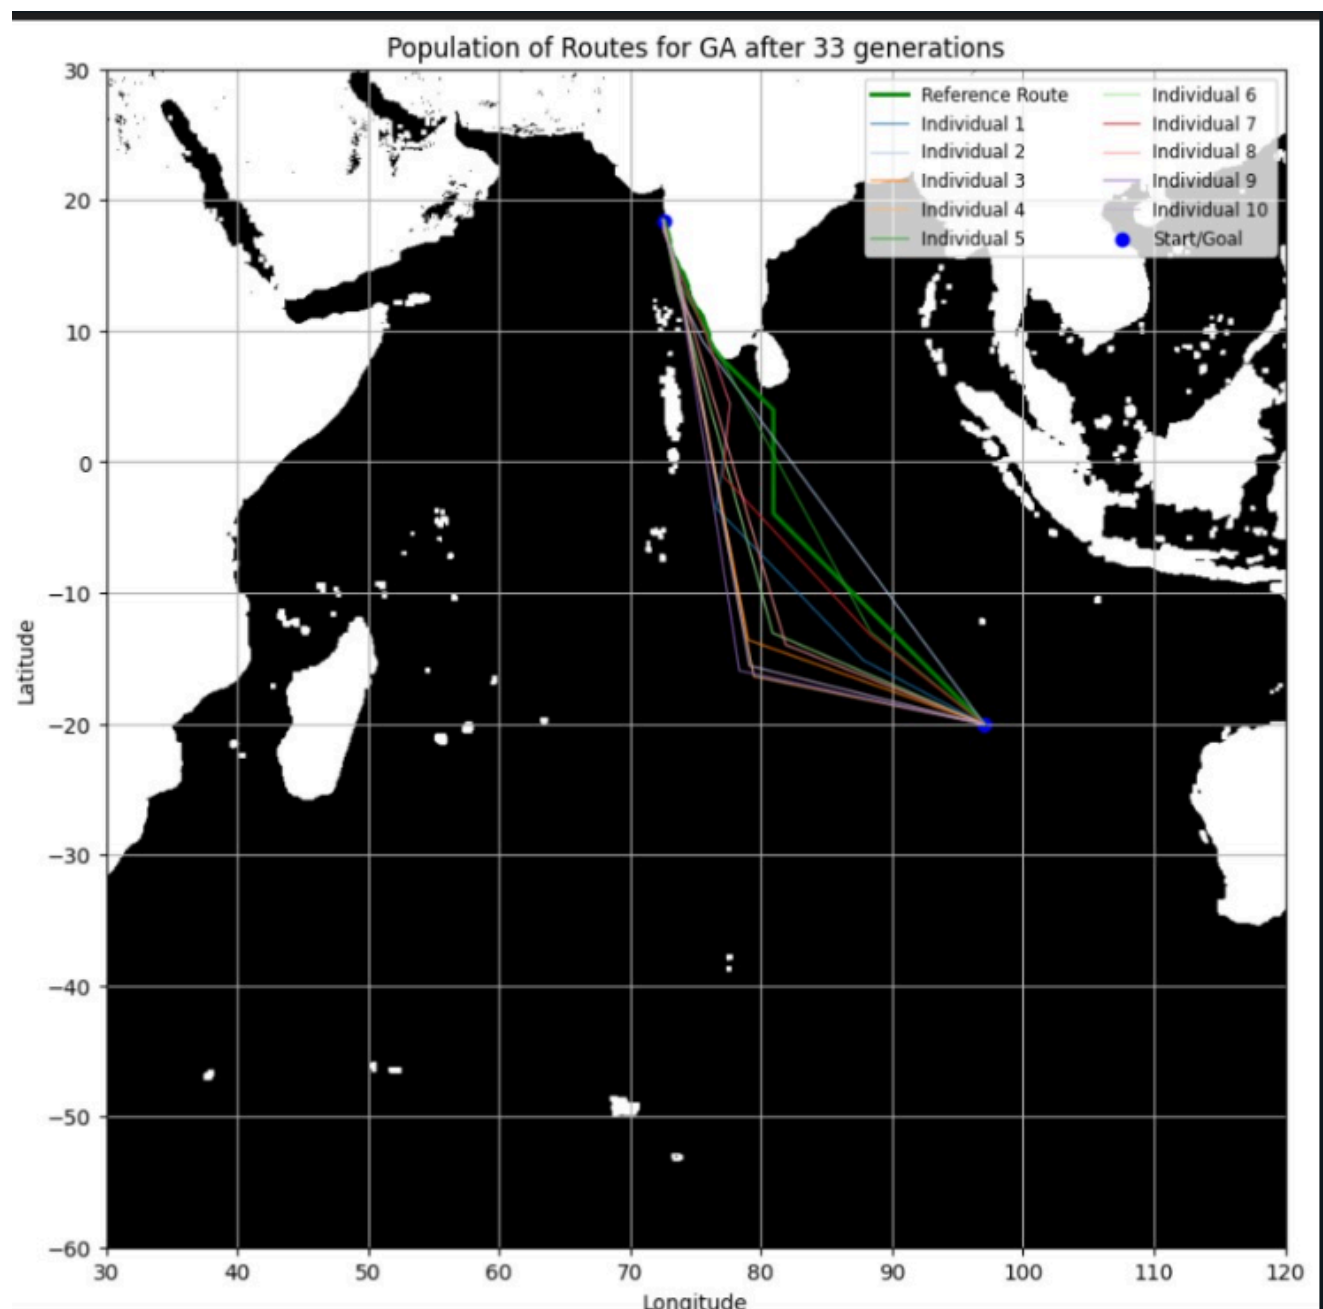 Population of Routes for GA after 33 generations
30
20
10
0
−10
−20
−30
−40
−50
−60
Latitude
Reference Route
Individual 1
Individual 2
Individual 3
Individual 4
Individual 5
Individual 6
Individual 7
Individual 8
Individual 9
Individual 10
Start/Goal
30 40 50 60 70 80 90 100 110 120
Longitude